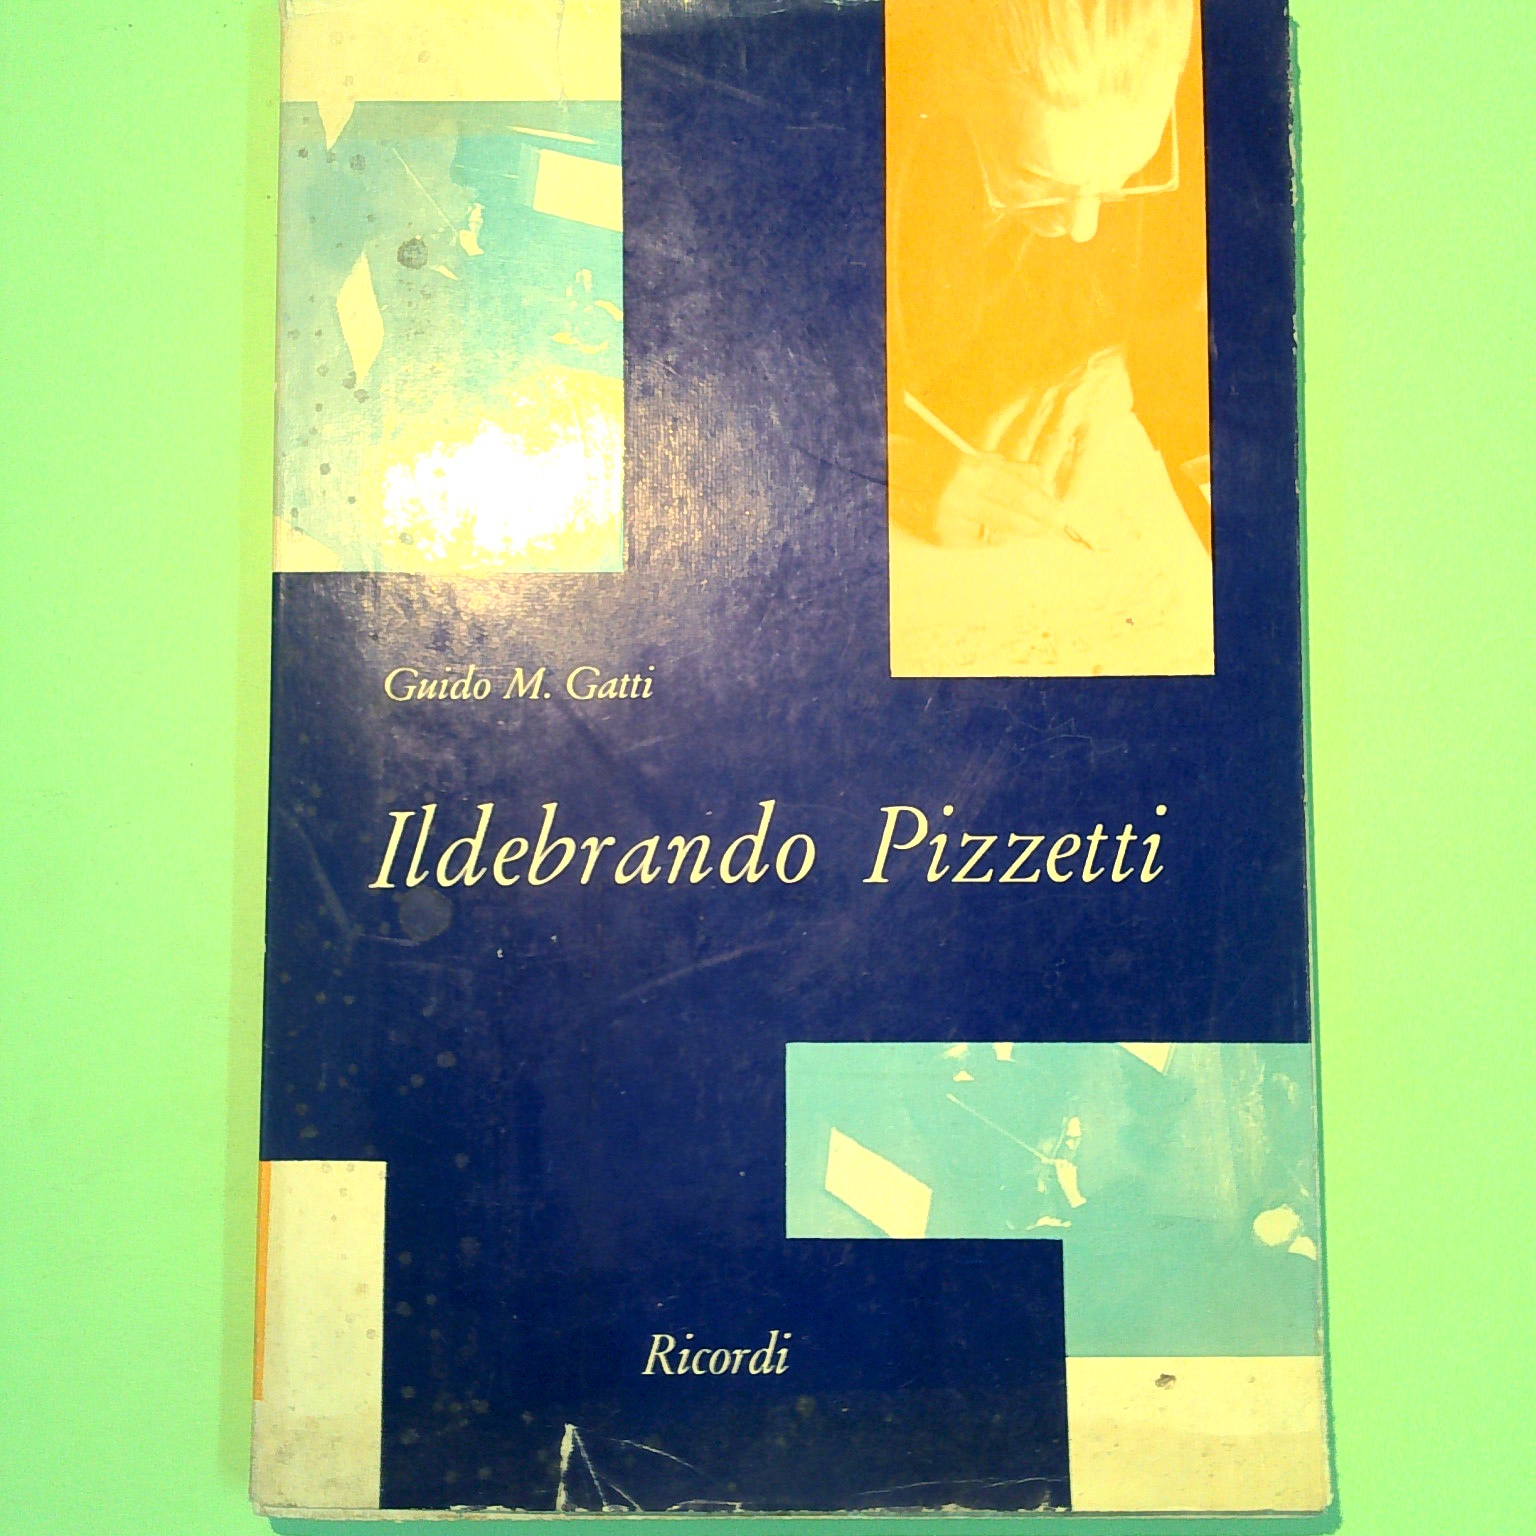 Guido M. Gatti
Ildebrando Pizzetti
Ricordi